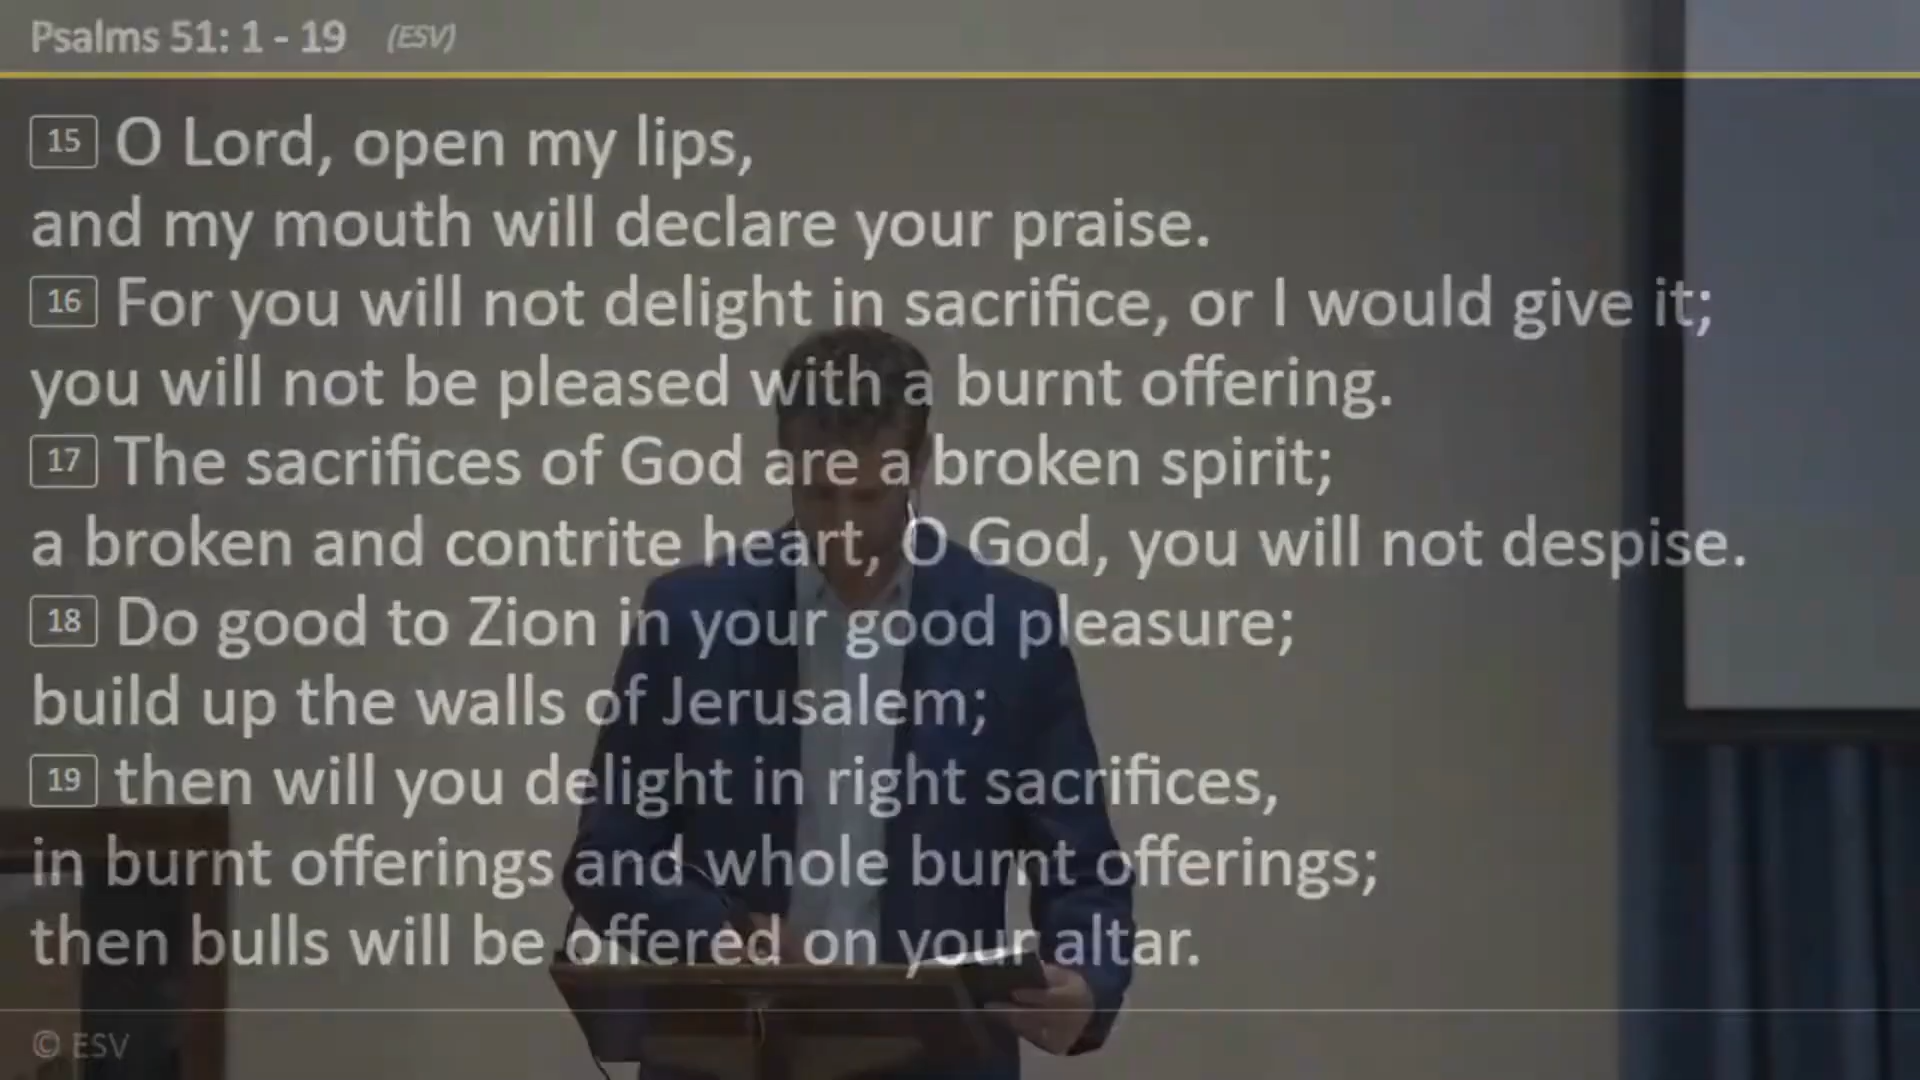 Psalms 51: 1 - 19 (ESV)
15 O Lord, open my lips,
and my mouth will declare your praise.
16 For you will not delight in sacrifice, or I would give it;
you will not be pleased with a burnt offering.
17 The sacrifices of God are a broken spirit;
a broken and contrite heart, O God, you will not despise.
18 Do good to Zion in your good pleasure;
build up the walls of Jerusalem;
19 then will you delight in right sacrifices,
in burnt offerings and whole burnt offerings;
then bulls will be offered on your altar.
© ESV